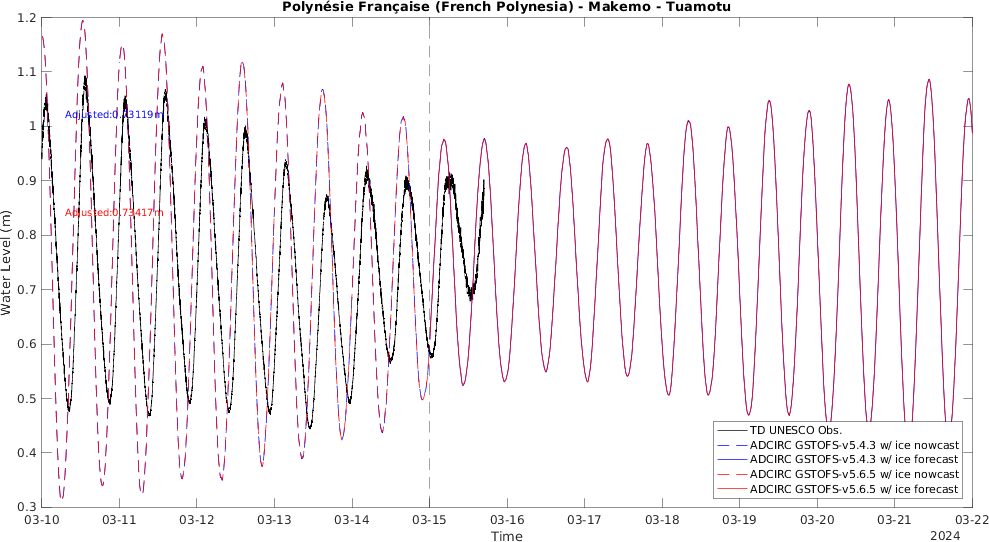 Polynésie Française (French Polynesia) - Makemo - Tuamotu
1.2
1.1
1
0.9
0.8
0.7
0.6
0.5
0.4
0.3
Water Level (m)
Adjusted:0.73119m
Adjusted:0.73417m
TD UNESCO Obs.
ADCIRC GSTOFS-v5.4.3 w/ ice nowcast
ADCIRC GSTOFS-v5.4.3 w/ ice forecast
ADCIRC GSTOFS-v5.6.5 w/ ice nowcast
ADCIRC GSTOFS-v5.6.5 w/ ice forecast
03-10 03-11 03-12 03-13 03-14 03-15 03-16 03-17 03-18 03-19 03-20 03-21 03-22
Time
2024